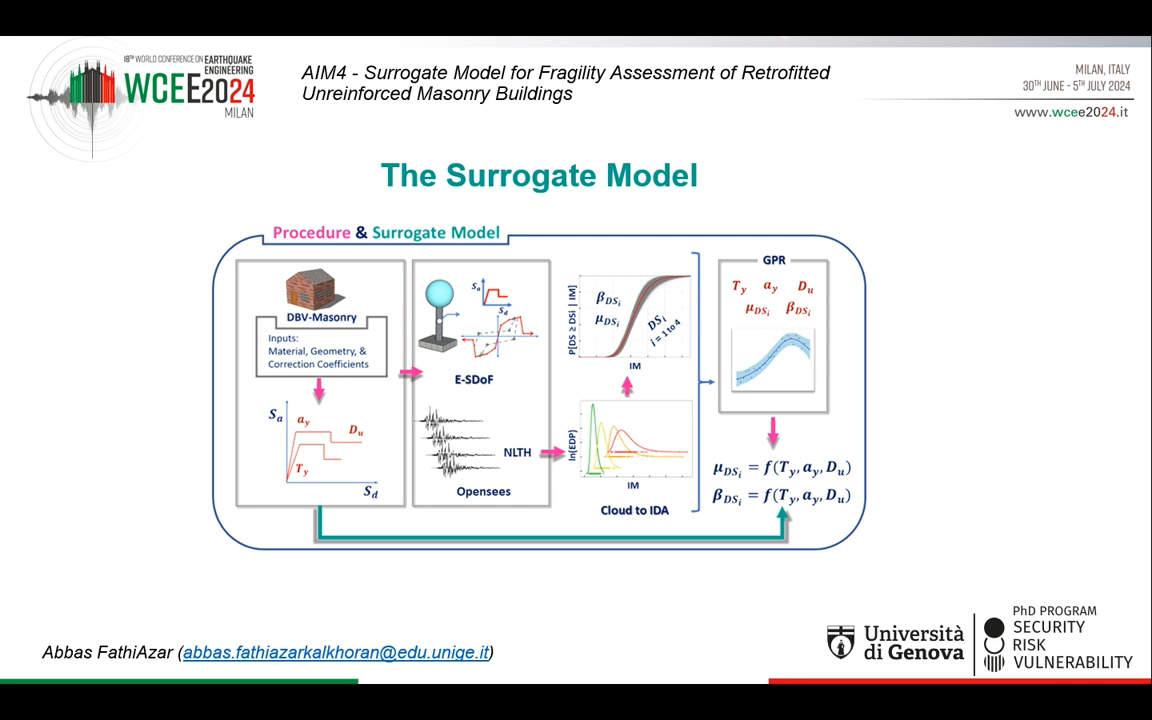 18TH WORLD CONFERENCE ON EARTHQUAKE
ENGINEERING
WCEE2024
MILAN
AIM4 - Surrogate Model for Fragility Assessment of Retrofitted
Unreinforced Masonry Buildings
MILAN, ITALY
30TH JUNE - 5TH JULY 2024
www.wcee2024.it
The Surrogate Model
Procedure & Surrogate Model
DBV-Masonry
Inputs:
Material, Geometry, &
Correction Coefficients
Sa
ay
Du
Ty
Sd
Sa
Sd
E-SDoF
NLTH
Opensees
P[DS ≥ DSi | IM]
βDSi
μDSi
DSi
i = 1 to 4
IM
ln(EDP)
IM
Cloud to IDA
GPR
Ty ay Du
μDSi βDSi
μDSi = f(Ty, ay, Du)
βDSi = f(Ty, ay, Du)
Abbas FathiAzar (abbas.fathiazarkalkhoran@edu.unige.it)
Università
di Genova
PhD PROGRAM
SECURITY
RISK
VULNERABILITY